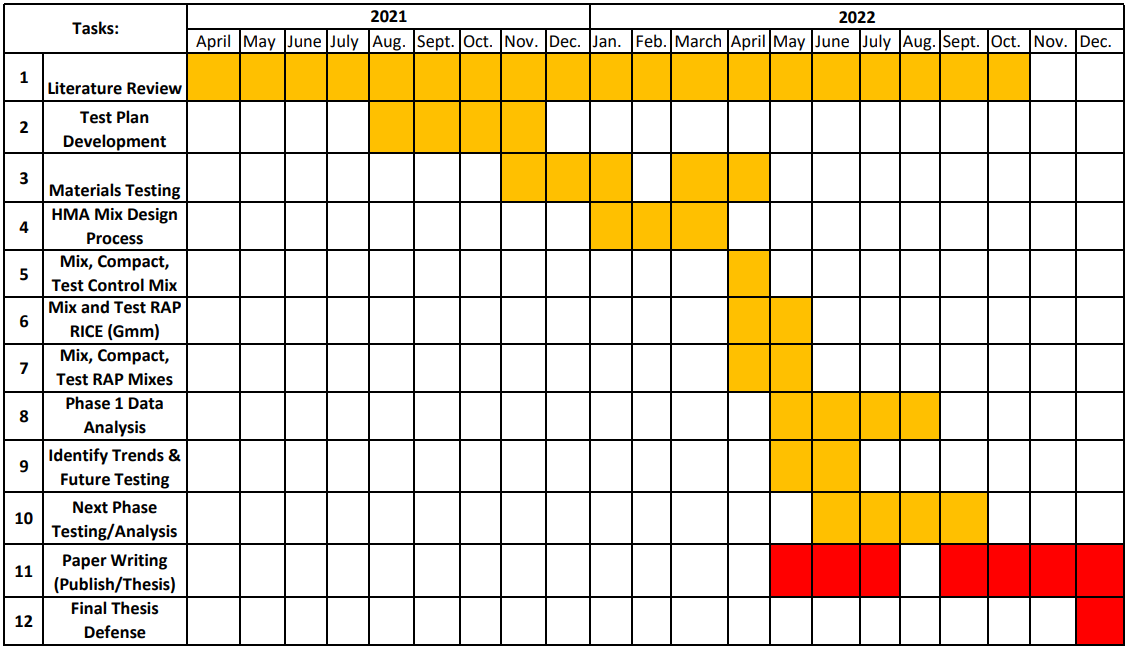 Tasks:
2021
2022
April May June July Aug. Sept. Oct. Nov. Dec. Jan. Feb. March April May June July Aug. Sept. Oct. Nov. Dec.
1
Literature Review
2
Test Plan
Development
3
Materials Testing
4
HMA Mix Design
Process
5
Mix, Compact,
Test Control Mix
6
Mix and Test RAP
RICE (Gmm)
7
Mix, Compact,
Test RAP Mixes
8
Phase 1 Data
Analysis
9
Identify Trends &
Future Testing
10
Next Phase
Testing/Analysis
11
Paper Writing
(Publish/Thesis)
12
Final Thesis
Defense